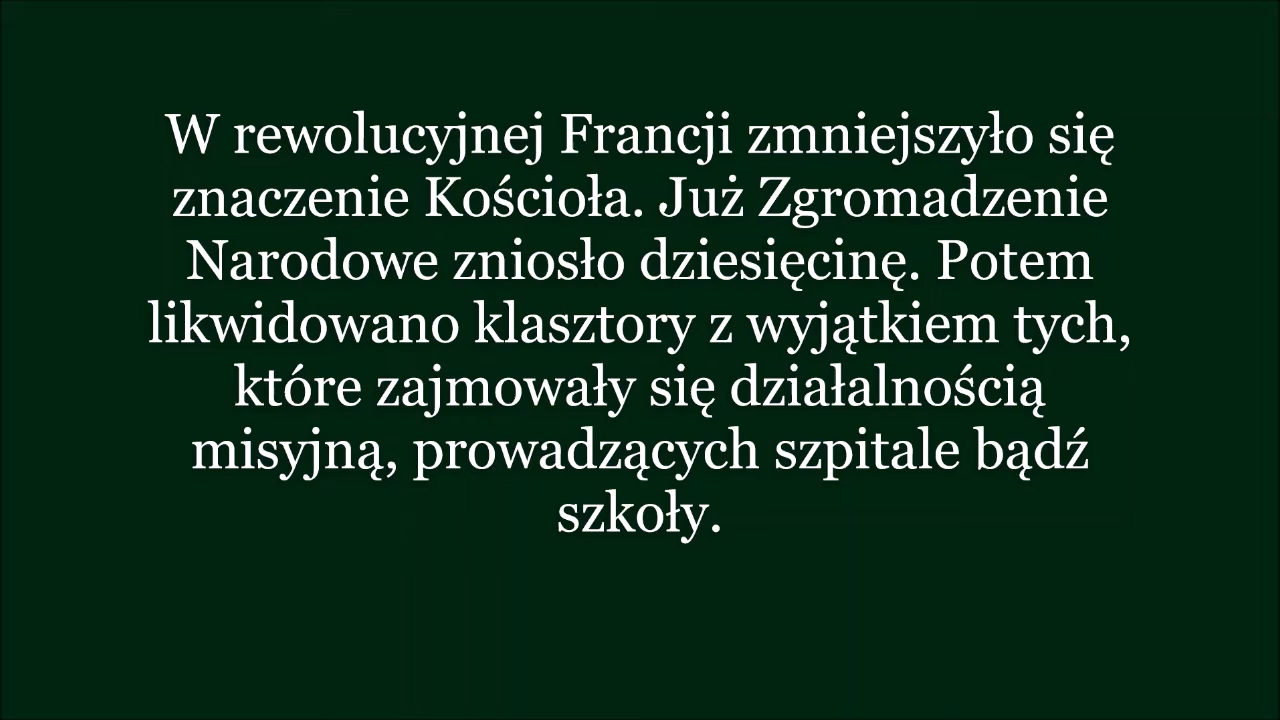 W rewolucyjnej Francji zmniejszyło się
znaczenie Kościoła. Już Zgromadzenie
Narodowe zniosło dziesięcinę. Potem
likwidowano klasztory z wyjątkiem tych,
które zajmowały się działalnością
misyjną, prowadzących szpitale bądź
szkoły.